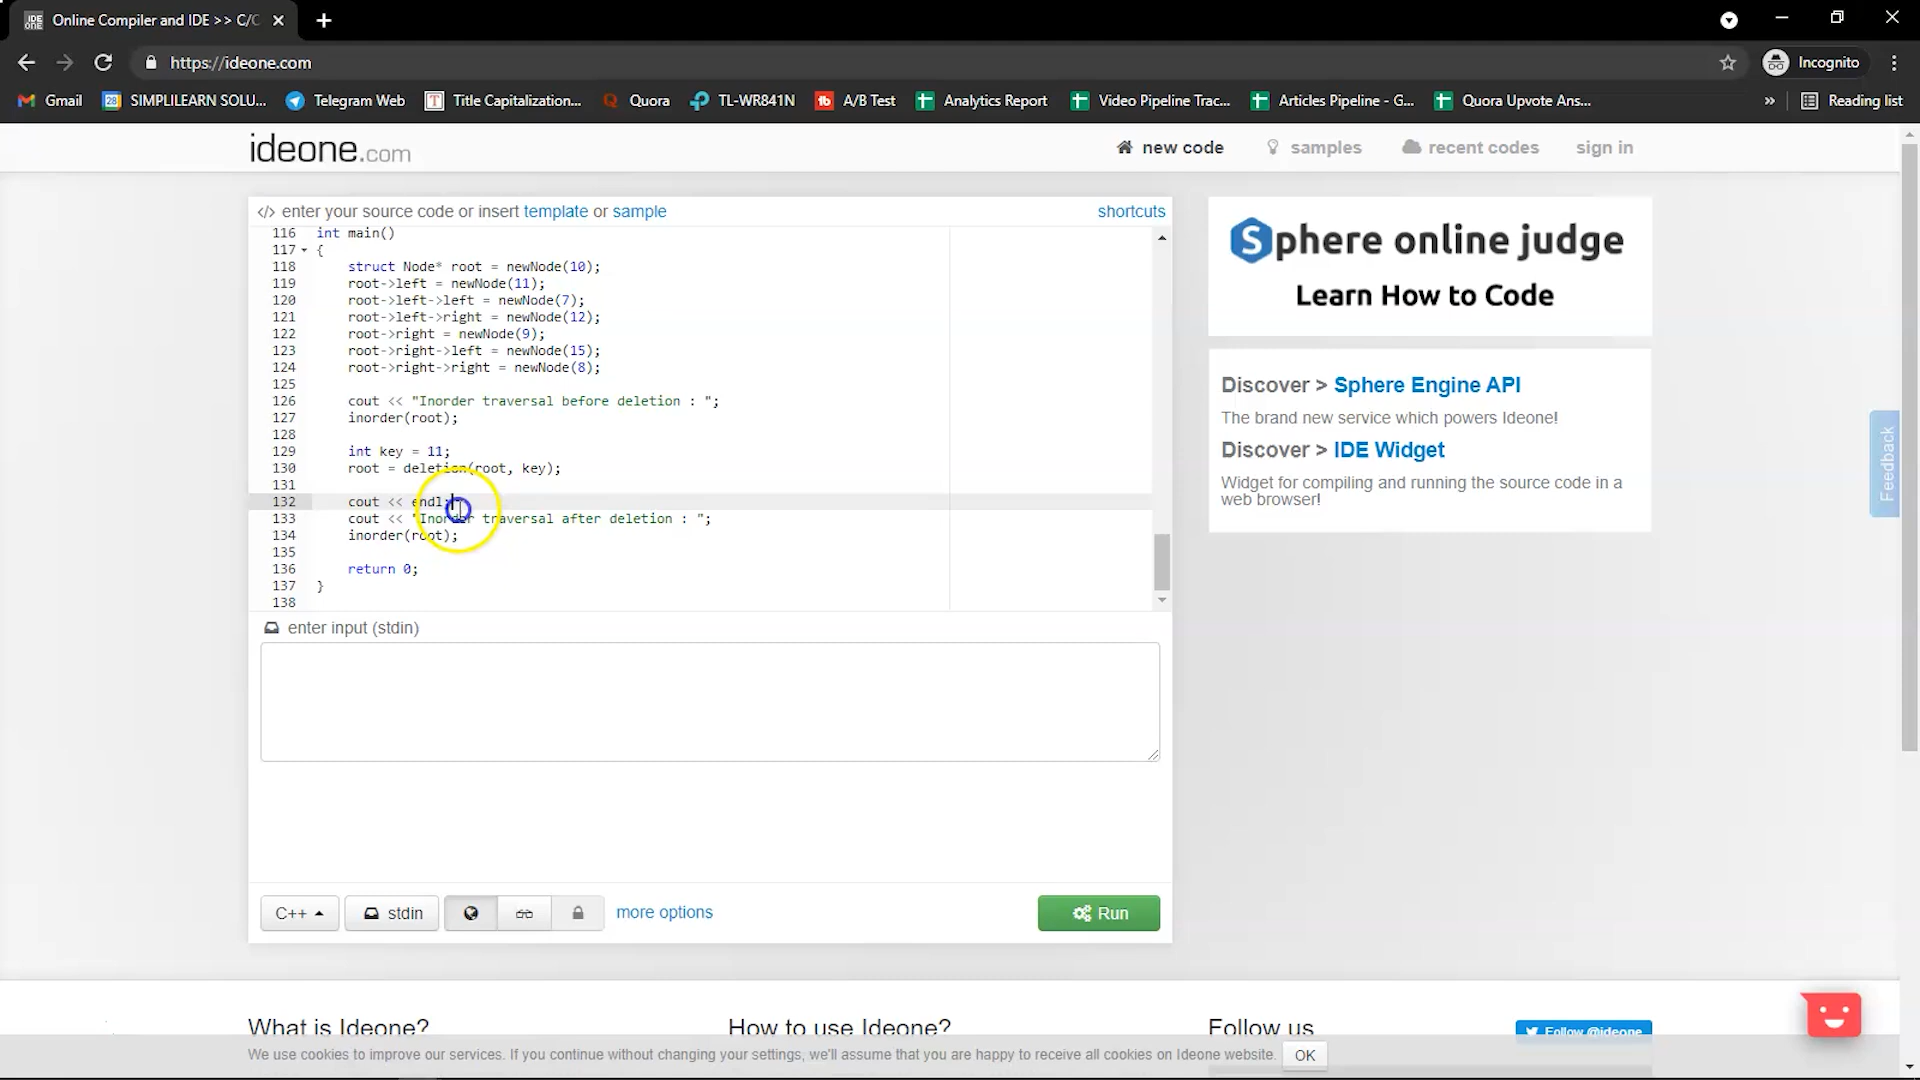 IDE ONE Online Compiler and IDE >> C/C
https://ideone.com
Incognito
Gmail
28 SIMPLILEARN SOLU...
Telegram Web
T Title Capitalization...
Quora
TL-WR841N
tb A/B Test
Analytics Report
Video Pipeline Trac...
Articles Pipeline - G...
Quora Upvote Ans...
»
Reading list
ideone.com
new code
samples
recent codes
sign in
</> enter your source code or insert template or sample
shortcuts
116 int main()
117 {
118 struct Node* root = newNode(10);
119 root->left = newNode(11);
120 root->left->left = newNode(7);
121 root->left->right = newNode(12);
122 root->right = newNode(9);
123 root->right->left = newNode(15);
124 root->right->right = newNode(8);
125
126 cout << "Inorder traversal before deletion : ";
127 inorder(root);
128
129 int key = 11;
130 root = deletion(root, key);
131
132 cout << endl;
133 cout << "Inorder traversal after deletion : ";
134 inorder(root);
135
136 return 0;
137 }
138
enter input (stdin)
C++
stdin
more options
Run
Sphere online judge
Learn How to Code
Discover > Sphere Engine API
The brand new service which powers Ideone!
Discover > IDE Widget
Widget for compiling and running the source code in a
web browser!
Feedback
What is Ideone?
How to use Ideone?
Follow us
Follow @ideone
We use cookies to improve our services. If you continue without changing your settings, we'll assume that you are happy to receive all cookies on Ideone website.
OK